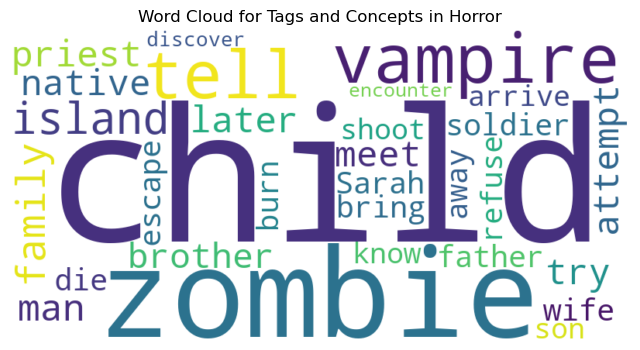 Word Cloud for Tags and Concepts in Horror
priest discover tell vampire
native encounter arrive
island later shoot soldier
meet attempt
child
family escape burn Sarah away refuse
bring
brother know father
die zombie try
man wife
son